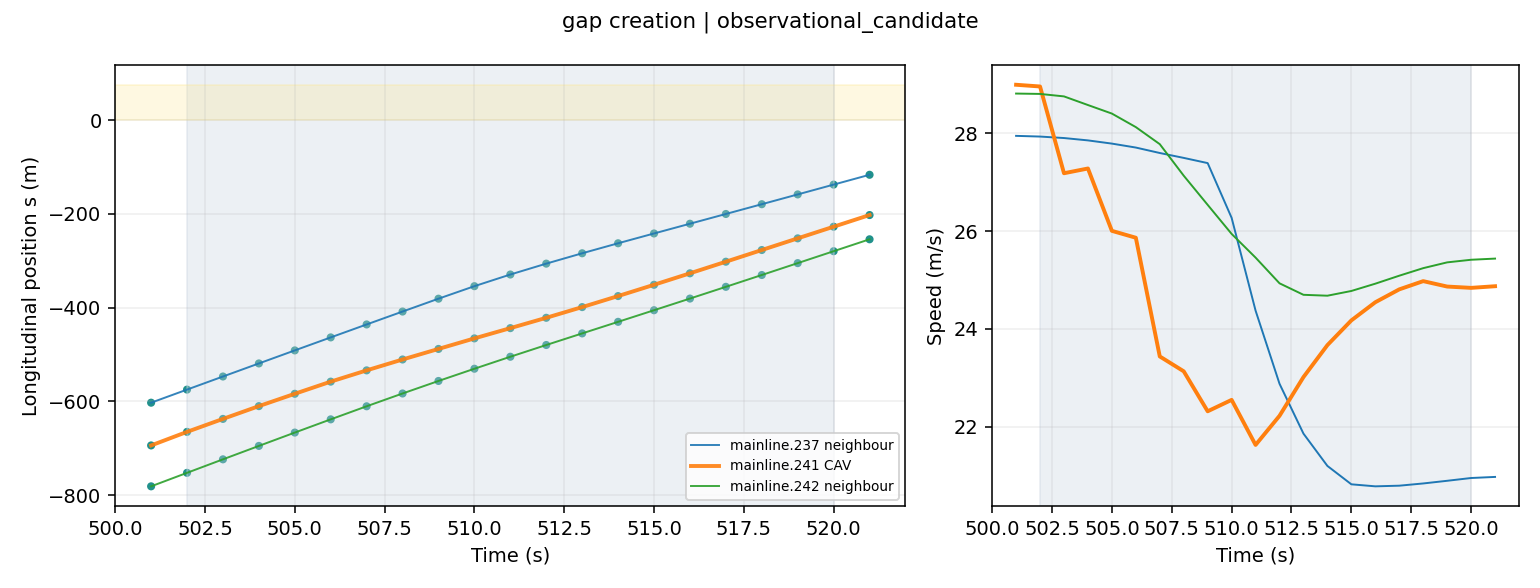 gap creation | observational_candidate
Longitudinal position s (m)
0
−200
−400
−600
−800
mainline.237 neighbour
mainline.241 CAV
mainline.242 neighbour
500.0 502.5 505.0 507.5 510.0 512.5 515.0 517.5 520.0
Time (s)
Speed (m/s)
28
26
24
22
500.0 502.5 505.0 507.5 510.0 512.5 515.0 517.5 520.0
Time (s)